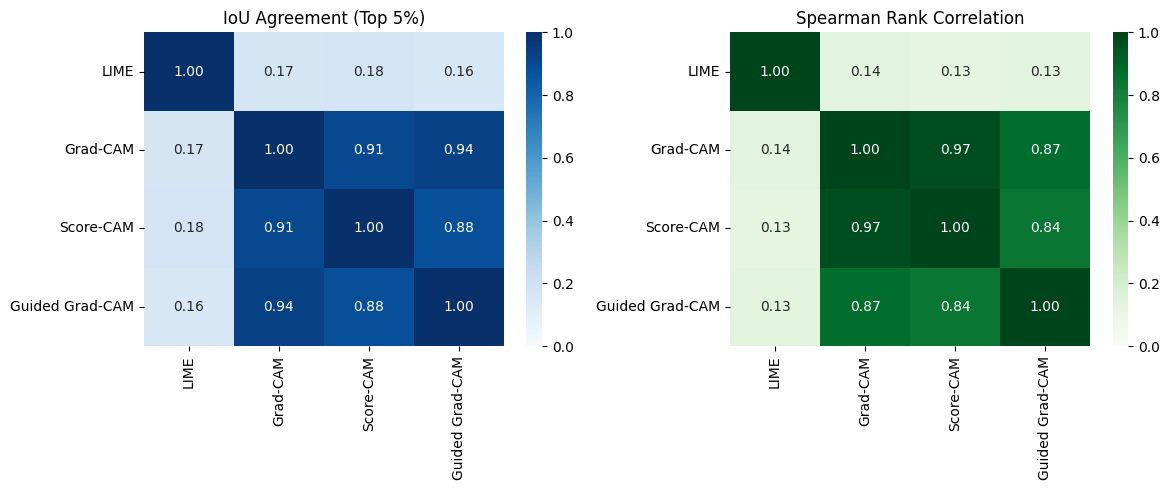 IoU Agreement (Top 5%)
LIME 1.00 0.17 0.18 0.16
Grad-CAM 0.17 1.00 0.91 0.94
Score-CAM 0.18 0.91 1.00 0.88
Guided Grad-CAM 0.16 0.94 0.88 1.00
LIME Grad-CAM Score-CAM Guided Grad-CAM
1.0
0.8
0.6
0.4
0.2
0.0
Spearman Rank Correlation
LIME 1.00 0.14 0.13 0.13
Grad-CAM 0.14 1.00 0.97 0.87
Score-CAM 0.13 0.97 1.00 0.84
Guided Grad-CAM 0.13 0.87 0.84 1.00
LIME Grad-CAM Score-CAM Guided Grad-CAM
1.0
0.8
0.6
0.4
0.2
0.0